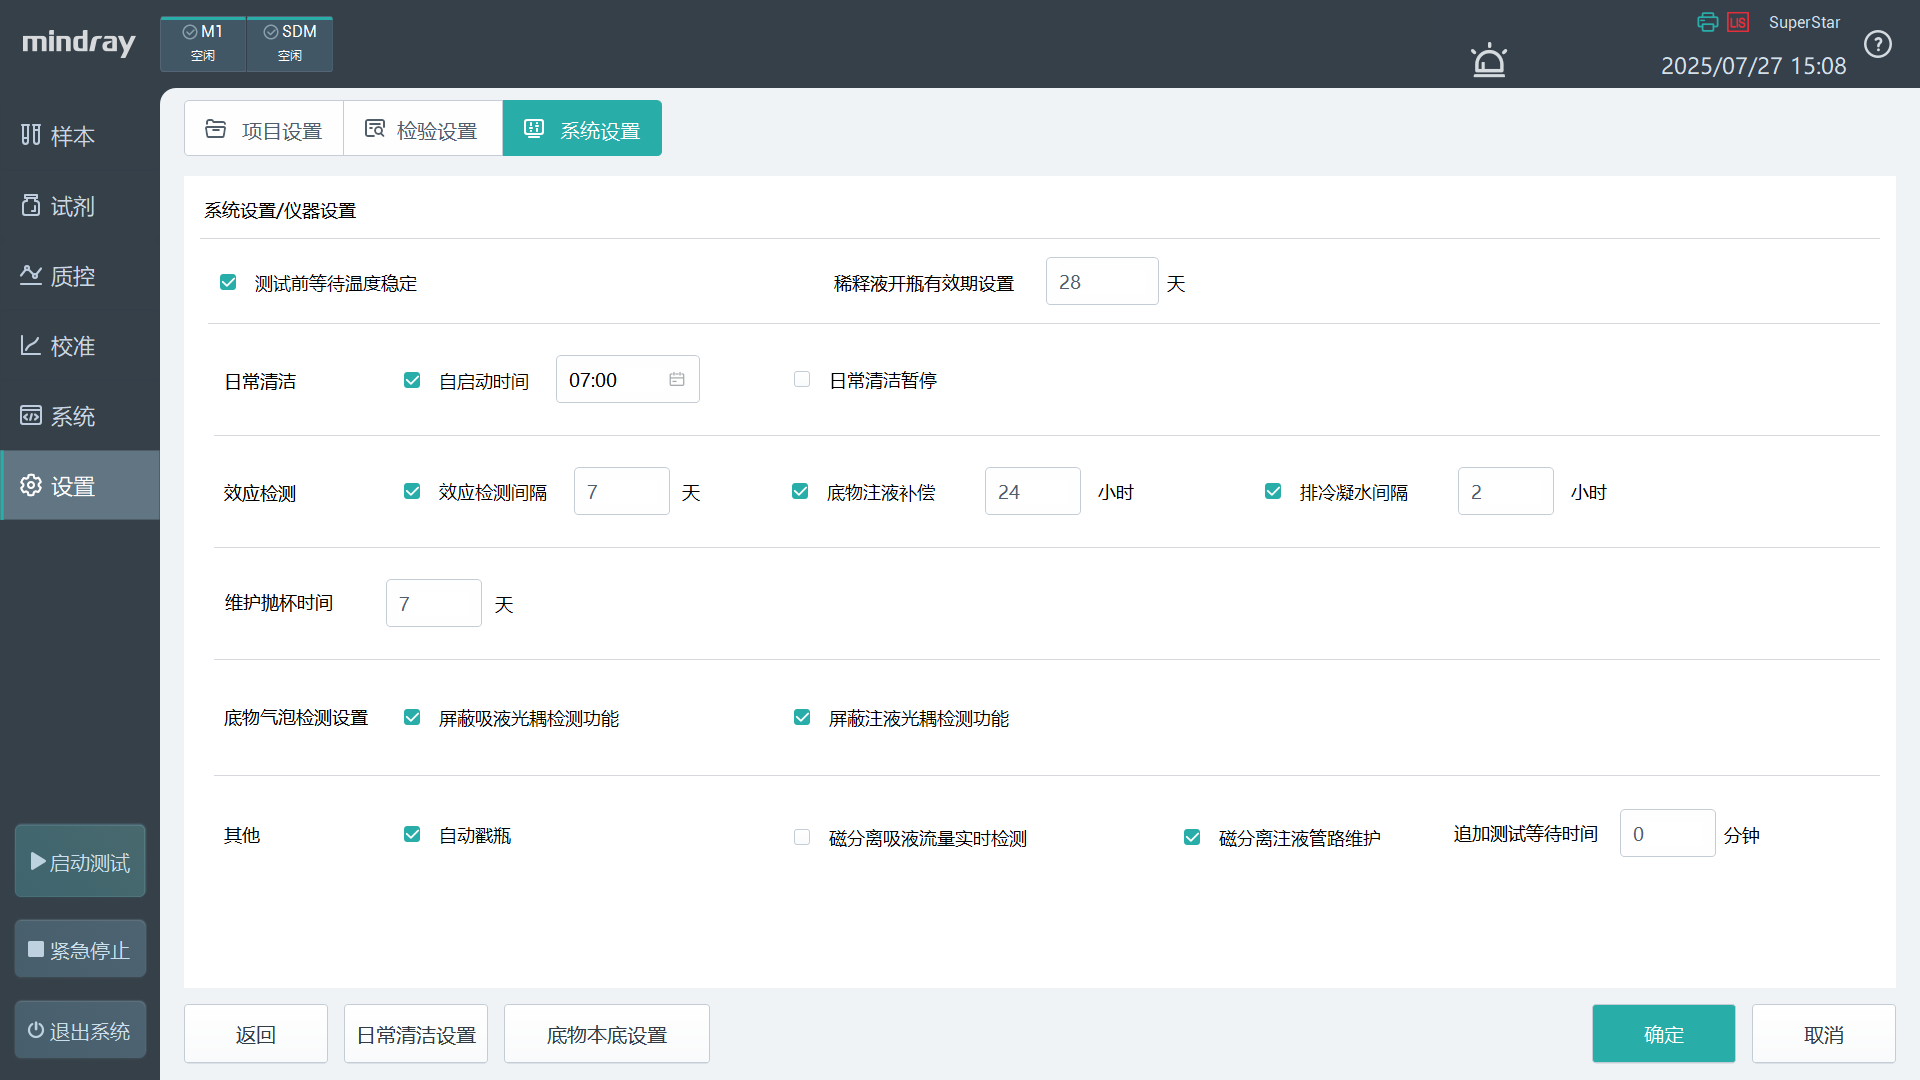 mindray
M1
空闲
SDM
空闲
LIS
SuperStar
2025/07/27 15:08
样本
试剂
质控
校准
系统
设置
启动测试
紧急停止
退出系统
项目设置
检验设置
系统设置
系统设置/仪器设置
测试前等待温度稳定
稀释液开瓶有效期设置 28 天
日常清洁
自启动时间 07:00
日常清洁暂停
效应检测
效应检测间隔 7 天
底物注液补偿 24 小时
排冷凝水间隔 2 小时
维护抛杯时间 7 天
底物气泡检测设置
屏蔽吸液光耦检测功能
屏蔽注液光耦检测功能
其他
自动戳瓶
磁分离吸液流量实时检测
磁分离注液管路维护
追加测试等待时间 0 分钟
返回
日常清洁设置
底物本底设置
确定
取消